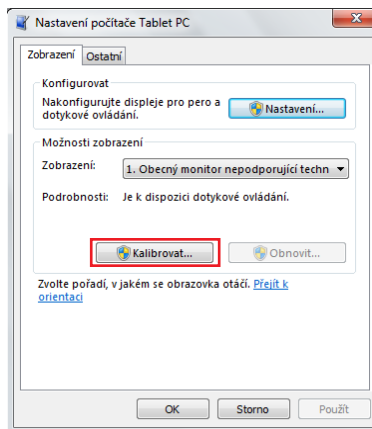 Nastavení počítače Tablet PC
Zobrazení Ostatní
Konfigurovat
Nakonfigurujte displeje pro pero a
dotykové ovládání.
Nastavení...
Možnosti zobrazení
Zobrazení: 1. Obecný monitor nepodporující techn
Podrobnosti: Je k dispozici dotykové ovládání.
Kalibrovat... Obnovit...
Zvolte pořadí, v jakém se obrazovka otáčí. Přejít k
orientaci
OK Storno Použít